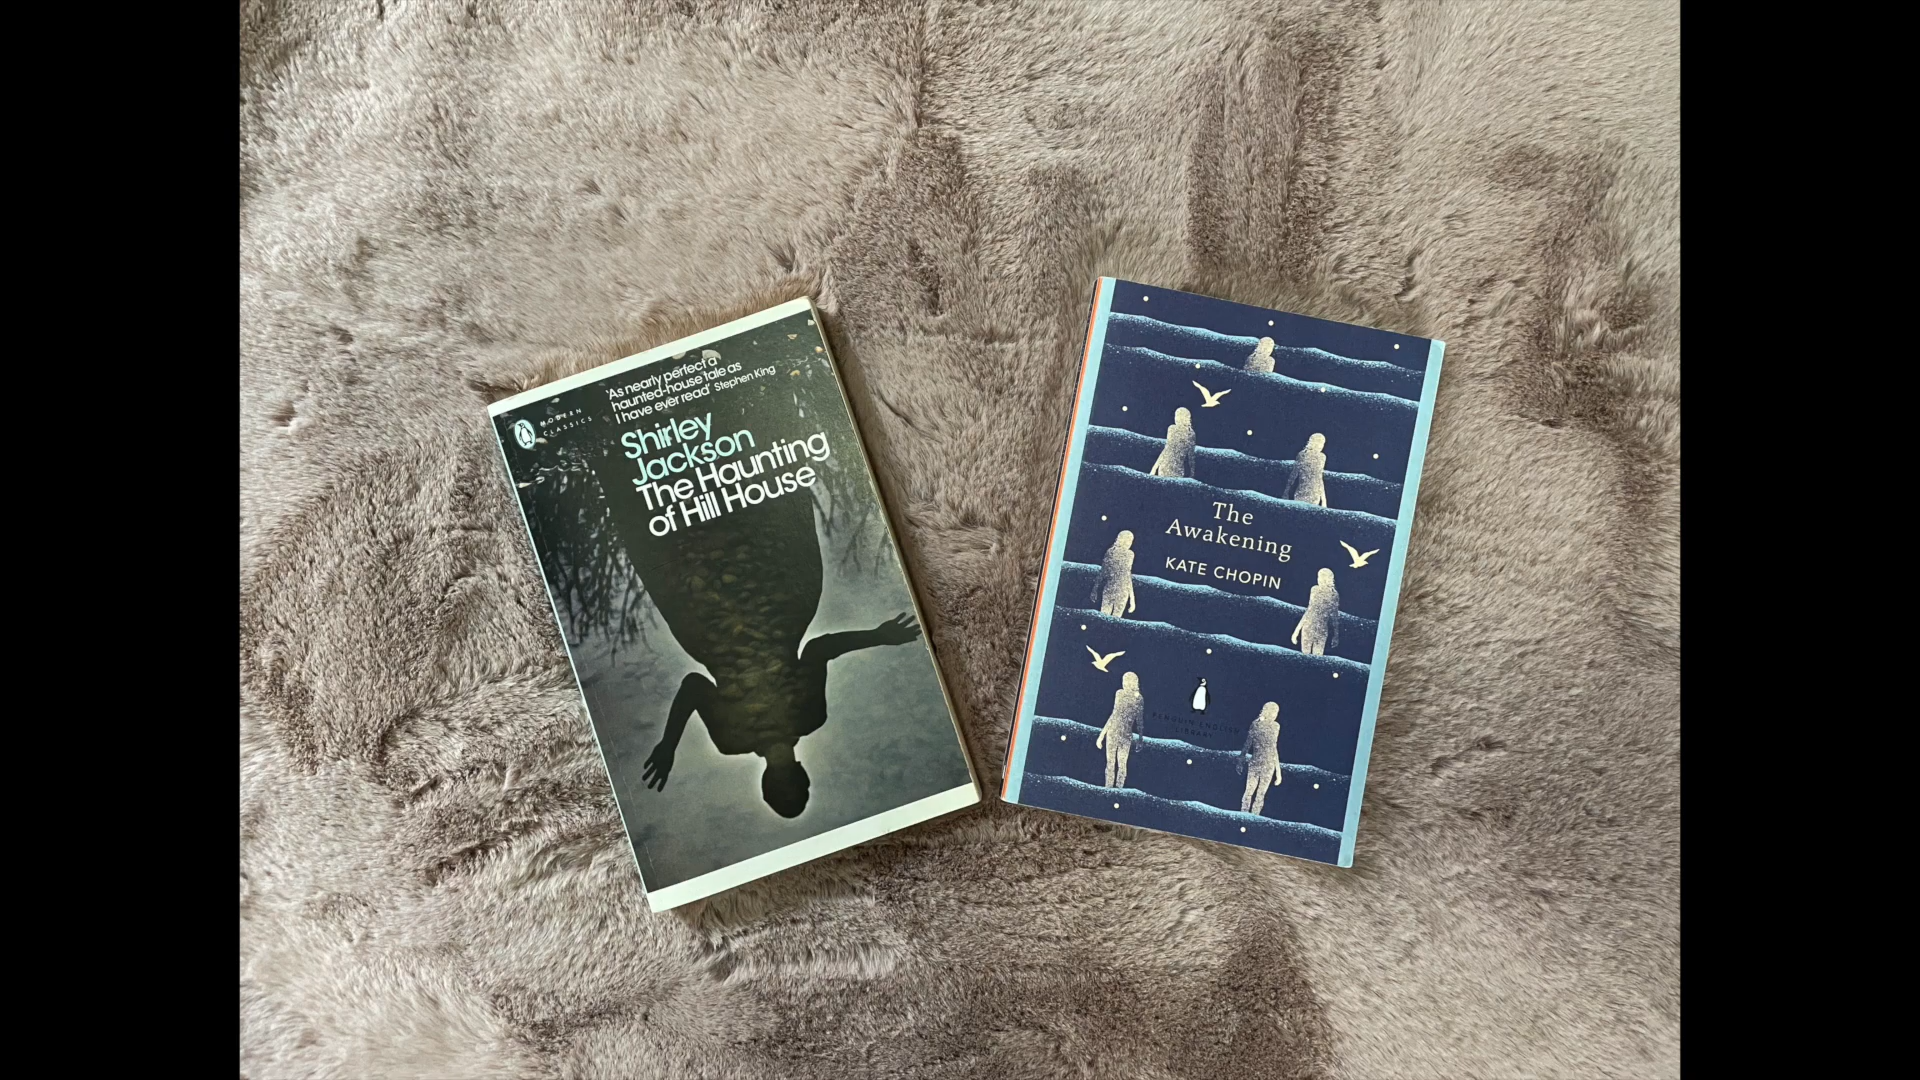 MODERN
CLASSICS
'As nearly perfect a
haunted-house tale as
I have ever read' Stephen King
Shirley
Jackson
The Haunting
of Hill House
The
Awakening
KATE CHOPIN
PENGUIN ENGLISH
LIBRARY